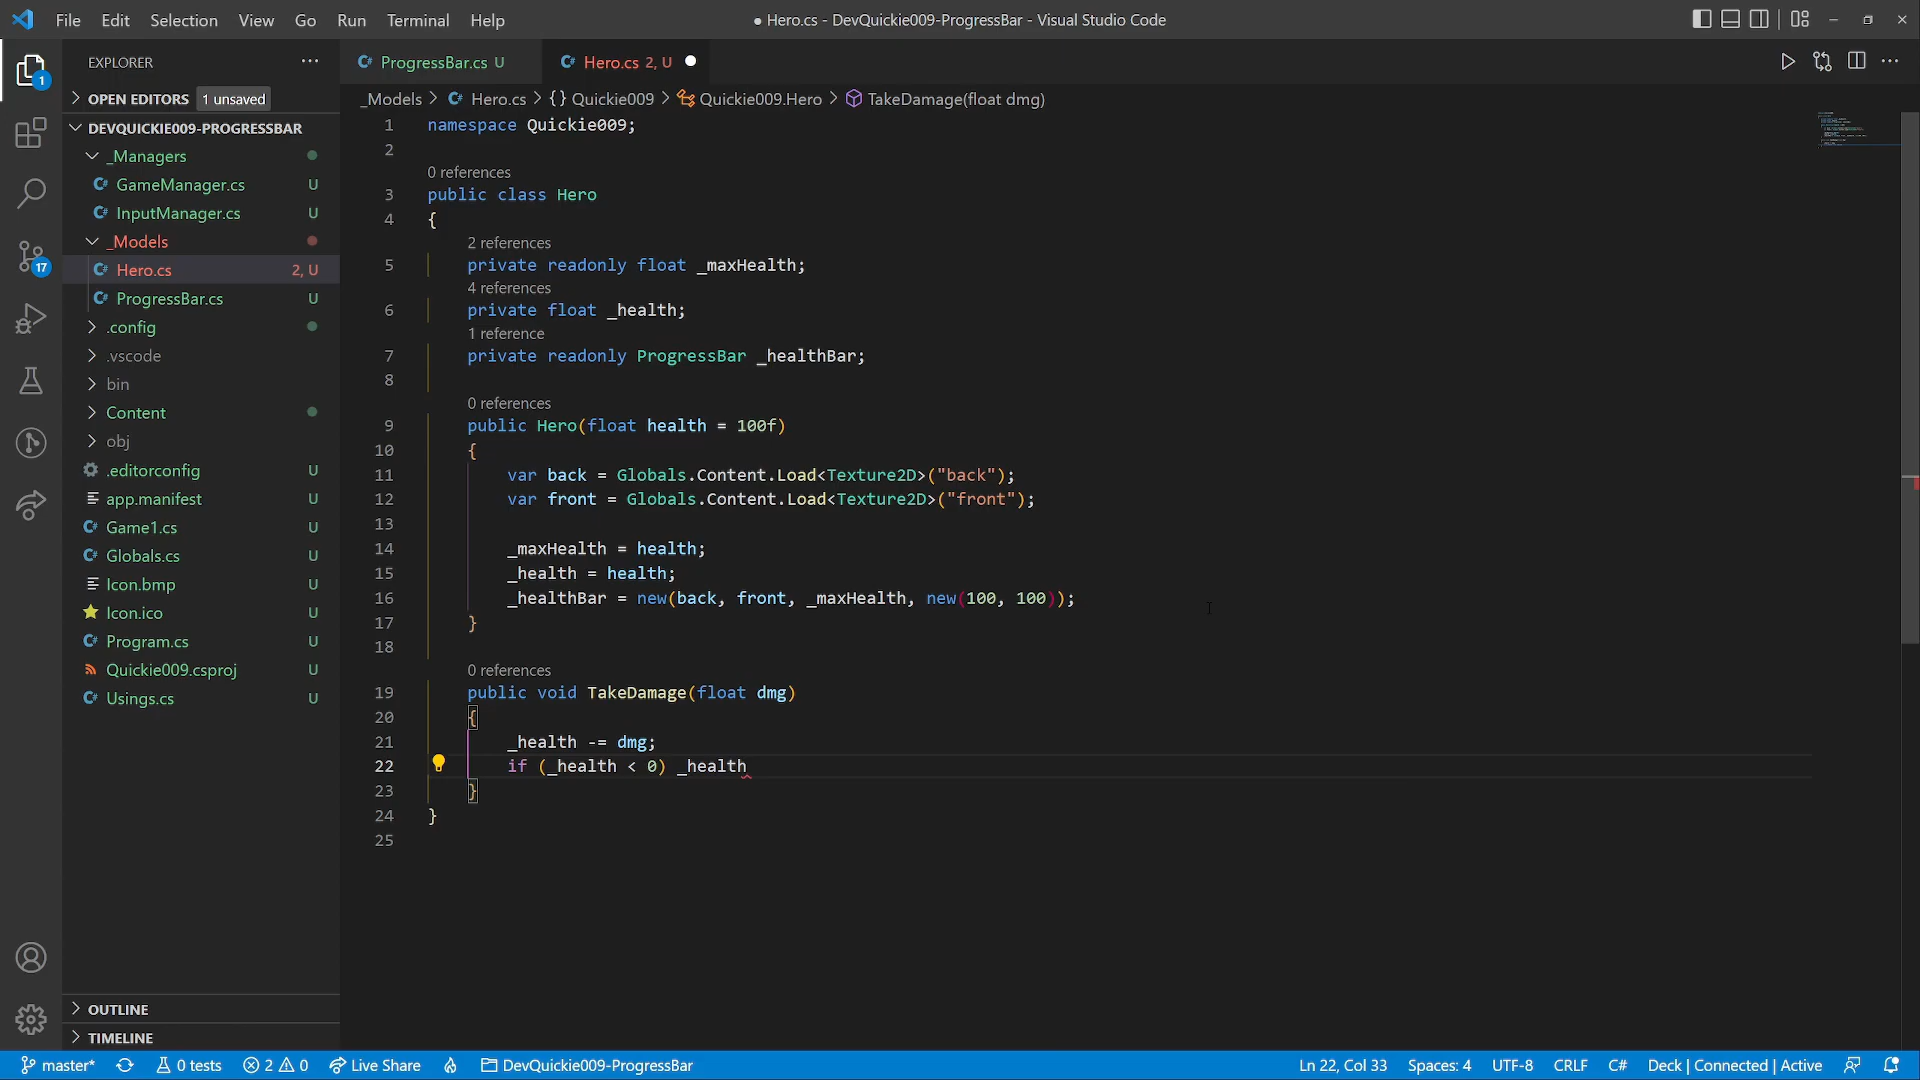 File Edit Selection View Go Run Terminal Help
● Hero.cs - DevQuickie009-ProgressBar - Visual Studio Code
EXPLORER
ProgressBar.cs U
Hero.cs 2, U
OPEN EDITORS 1 unsaved
_Models > Hero.cs > {} Quickie009 > Quickie009.Hero > TakeDamage(float dmg)
DEVQUICKIE009-PROGRESSBAR
_Managers
GameManager.cs U
InputManager.cs U
_Models
Hero.cs 2, U
ProgressBar.cs U
.config
.vscode
bin
Content
obj
.editorconfig U
app.manifest U
Game1.cs U
Globals.cs U
Icon.bmp U
Icon.ico U
Program.cs U
Quickie009.csproj U
Usings.cs U
OUTLINE
TIMELINE
1
17
1 namespace Quickie009;
2
0 references
3 public class Hero
4 {
2 references
5 private readonly float _maxHealth;
4 references
6 private float _health;
1 reference
7 private readonly ProgressBar _healthBar;
8
0 references
9 public Hero(float health = 100f)
10 {
11 var back = Globals.Content.Load<Texture2D>("back");
12 var front = Globals.Content.Load<Texture2D>("front");
13
14 _maxHealth = health;
15 _health = health;
16 _healthBar = new(back, front, _maxHealth, new(100, 100));
17 }
18
0 references
19 public void TakeDamage(float dmg)
20 {
21 _health -= dmg;
22 if (_health < 0) _health
23 }
24 }
25
master* 0 tests 2 0 Live Share DevQuickie009-ProgressBar
Ln 22, Col 33 Spaces: 4 UTF-8 CRLF C# Deck | Connected | Active